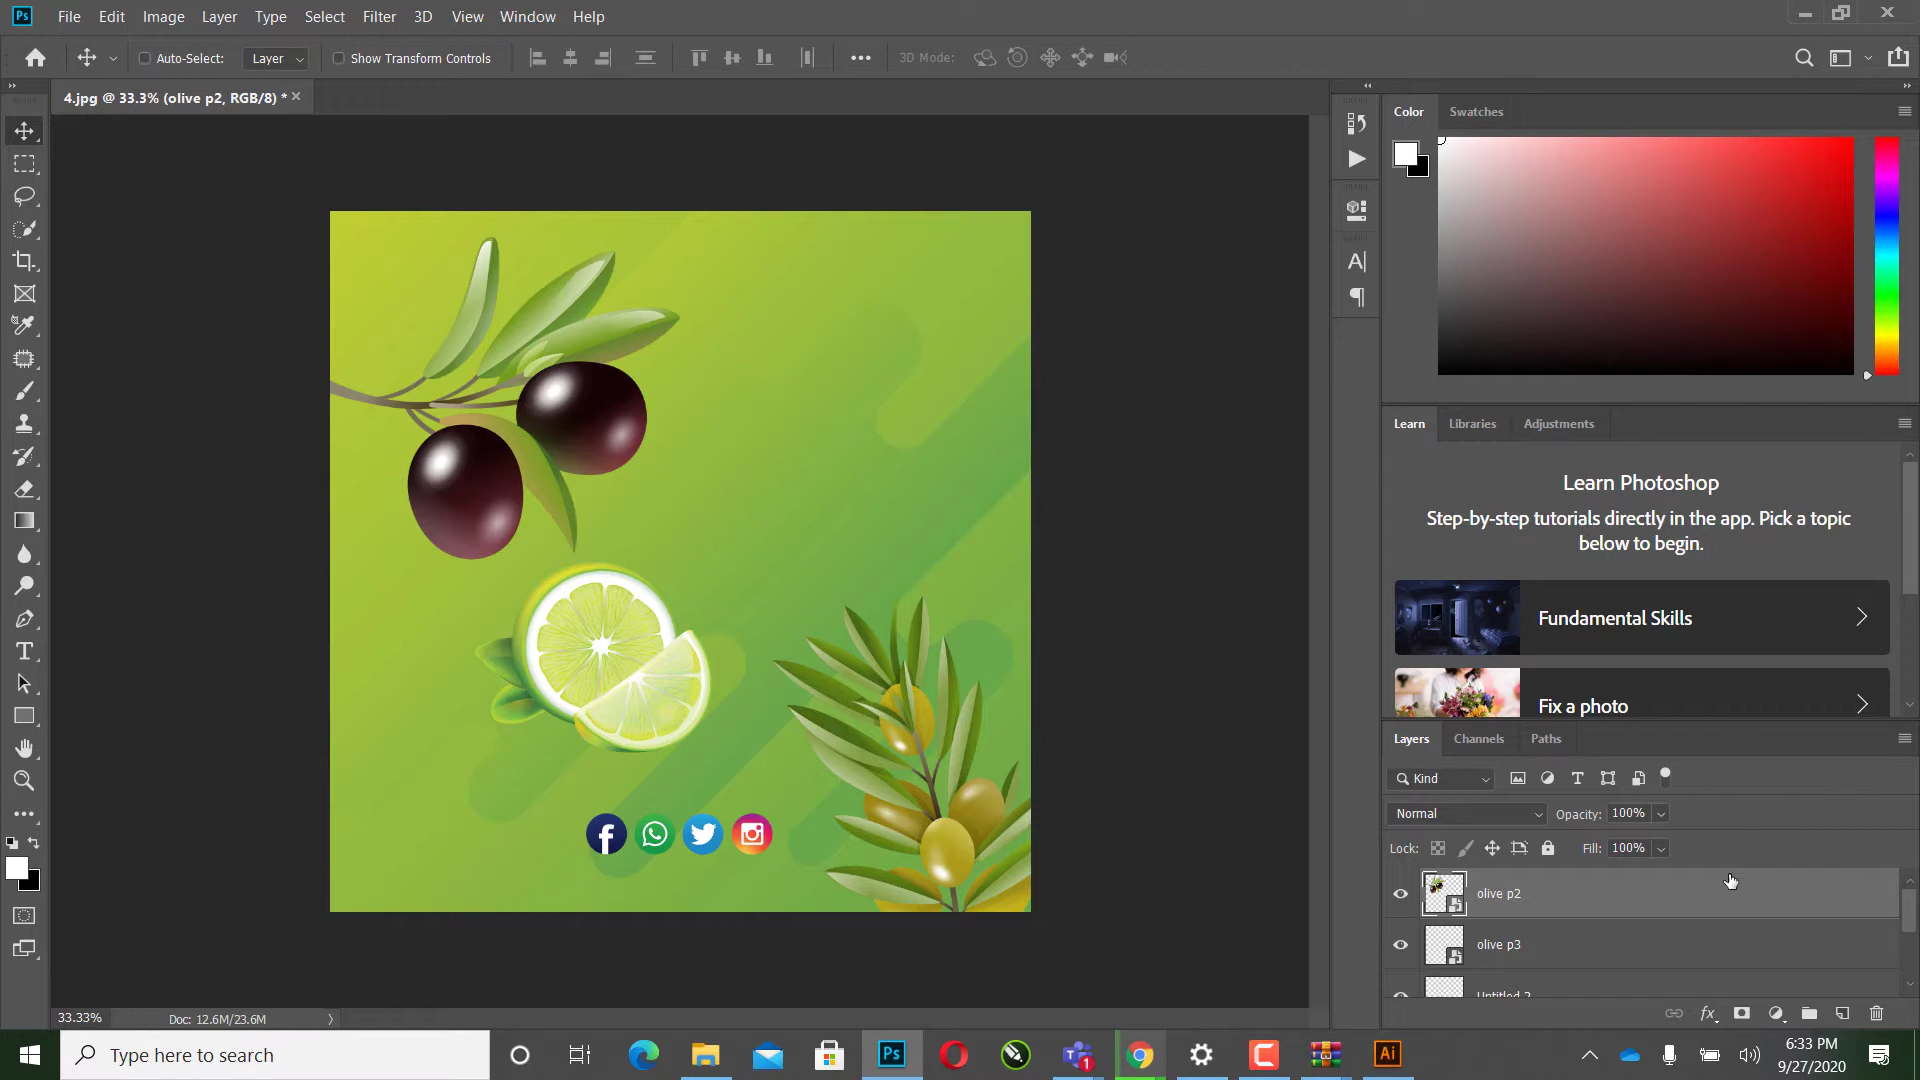 Ps File Edit Image Layer Type Select Filter 3D View Window Help
Auto-Select: Layer Show Transform Controls 3D Mode:
4.jpg @ 33.3% (olive p2, RGB/8) *
Color Swatches
Learn Libraries Adjustments
Learn Photoshop
Step-by-step tutorials directly in the app. Pick a topic
below to begin.
Fundamental Skills
Fix a photo
Layers Channels Paths
Kind
Normal Opacity: 100%
Lock: Fill: 100%
olive p2
olive p3
Untitled 2
33.33% Doc: 12.6M/23.6M
Type here to search
Ps
1
Ai
6:33 PM
9/27/2020